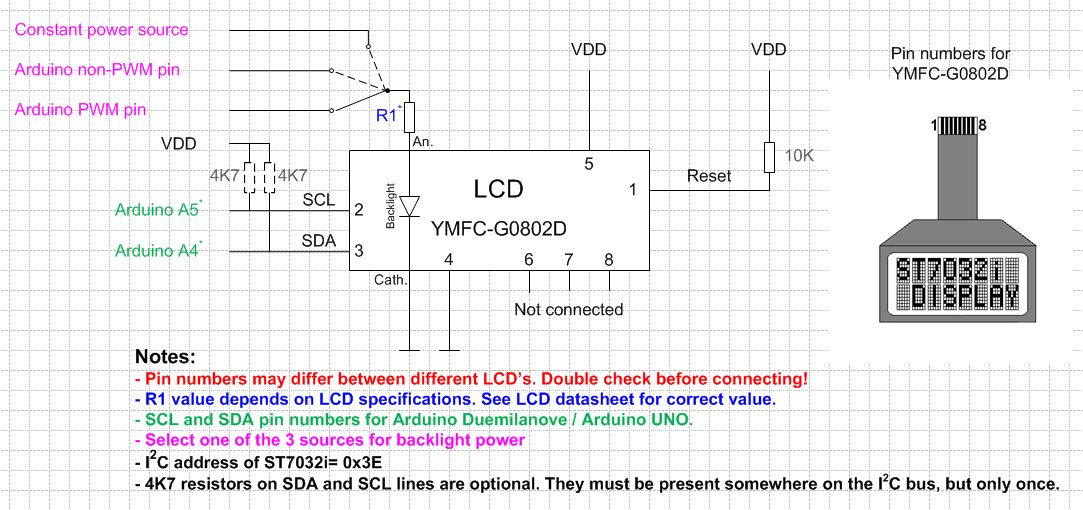 Constant power source
Arduino non-PWM pin
Arduino PWM pin
R1*
An.
VDD
4K7
4K7
Arduino A5*
SCL
2
Arduino A4*
SDA
3
Backlight
LCD
YMFC-G0802D
VDD
5
1
Reset
VDD
10K
4
6
7
8
Cath.
Not connected
Pin numbers for
YMFC-G0802D
1
8
ST7032i
DISPLAY
Notes:
- Pin numbers may differ between different LCD's. Double check before connecting!
- R1 value depends on LCD specifications. See LCD datasheet for correct value.
- SCL and SDA pin numbers for Arduino Duemilanove / Arduino UNO.
- Select one of the 3 sources for backlight power
- I²C address of ST7032i= 0x3E
- 4K7 resistors on SDA and SCL lines are optional. They must be present somewhere on the I²C bus, but only once.